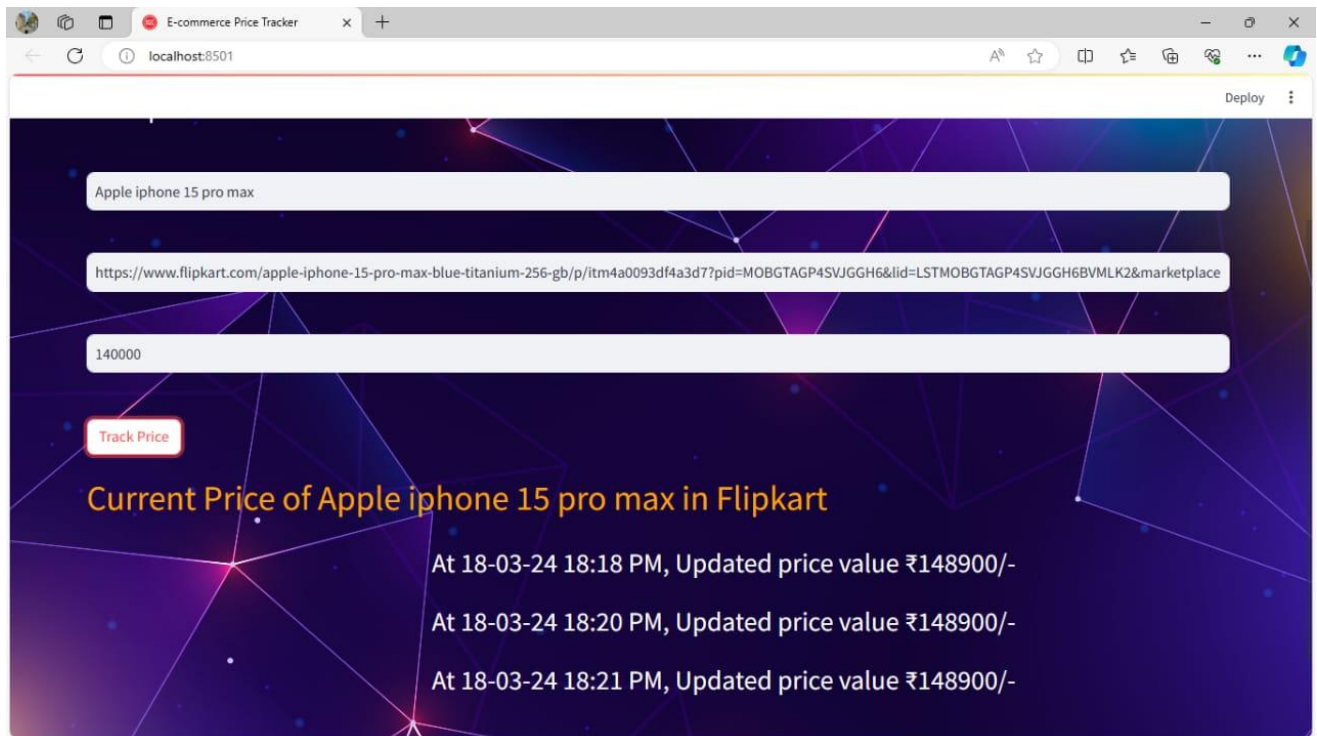 E-commerce Price Tracker
localhost:8501
Deploy
Apple iphone 15 pro max
https://www.flipkart.com/apple-iphone-15-pro-max-blue-titanium-256-gb/p/itm4a0093df4a3d7?pid=MOBGTAGP4SVJGGH6&lid=LSTMOBGTAGP4SVJGGH6BVMLK2&marketplace
140000
Track Price
Current Price of Apple iphone 15 pro max in Flipkart
At 18-03-24 18:18 PM, Updated price value ₹148900/-
At 18-03-24 18:20 PM, Updated price value ₹148900/-
At 18-03-24 18:21 PM, Updated price value ₹148900/-